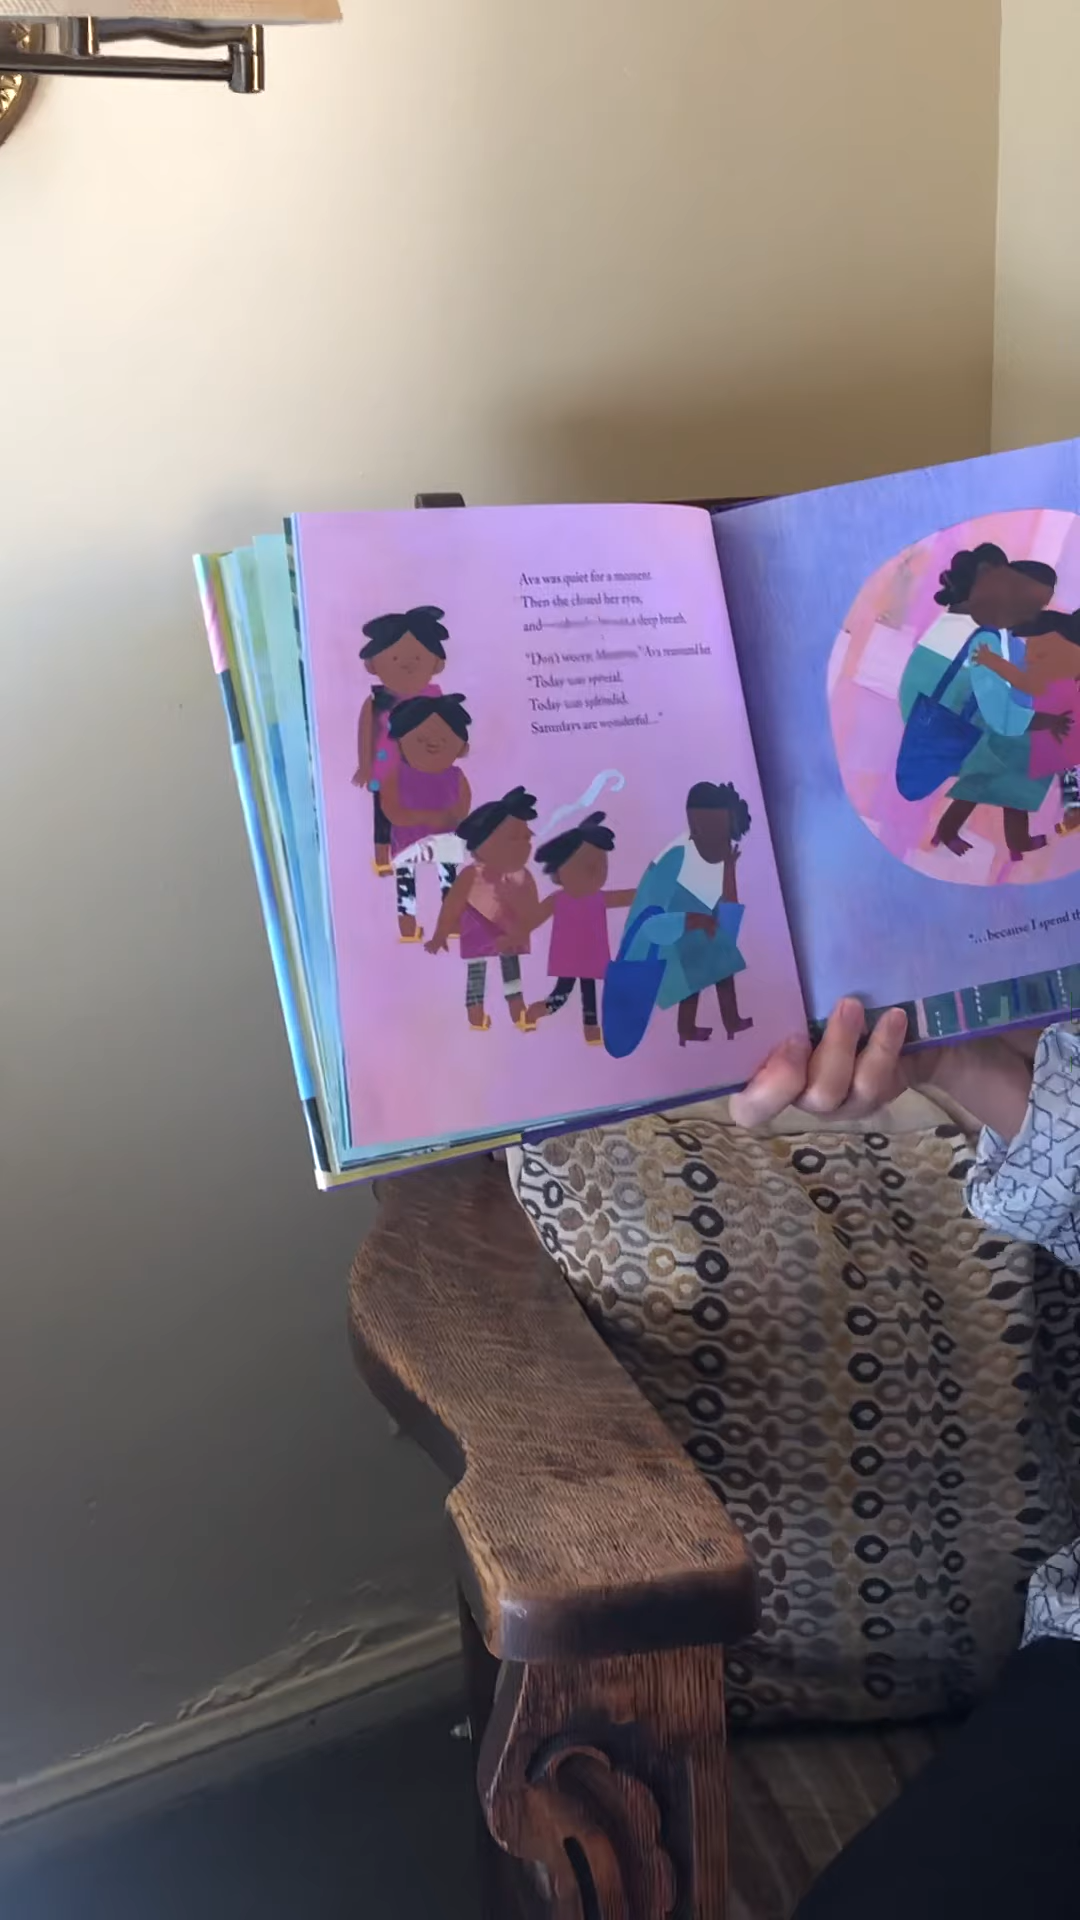 Ava was quiet for a moment.
Then she closed her eyes,
and— a deep breath.
"Don't worry, Ava reassured her.
"Today was special.
Today was splendid.
Saturdays are wonderful..."
"...because I spend th